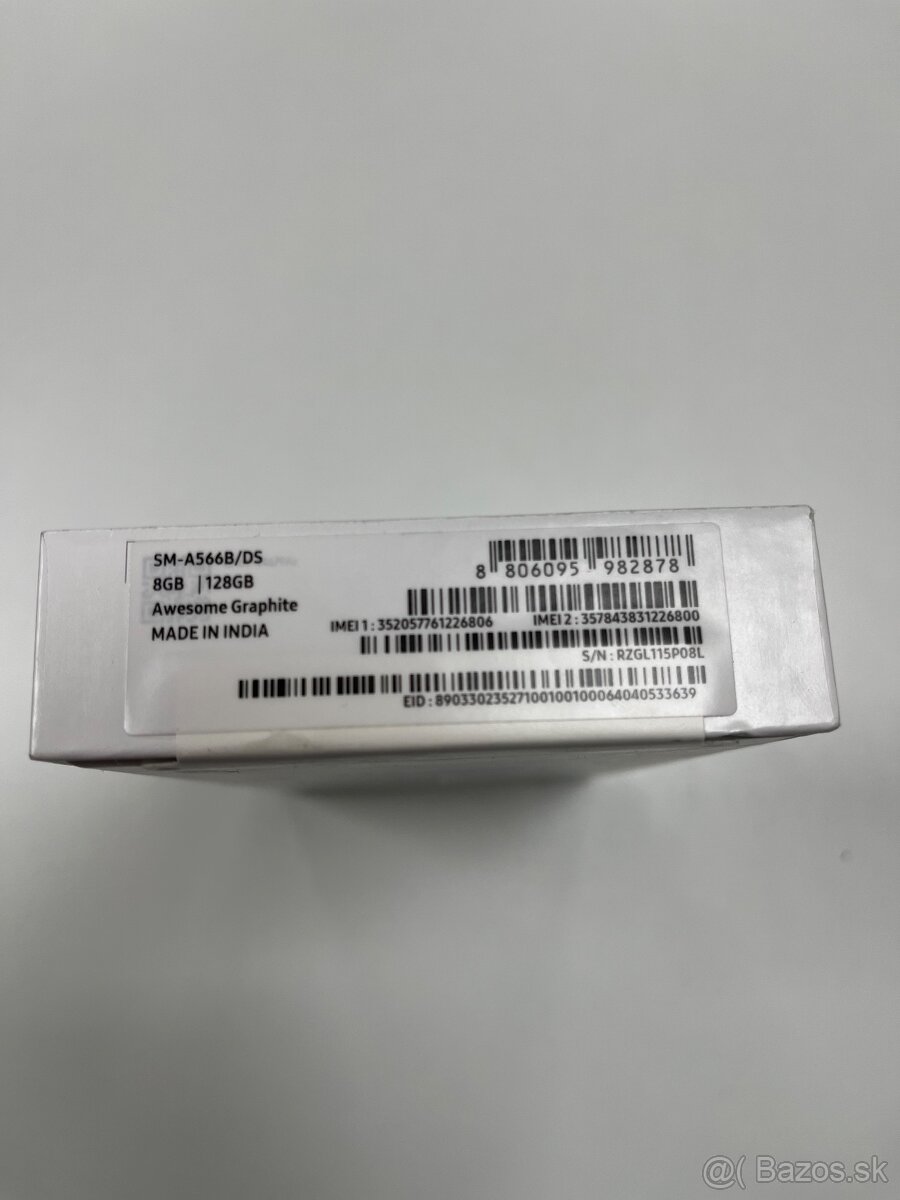 SM-A566B/DS
8GB | 128GB
Awesome Graphite
MADE IN INDIA
8 806095 982878
IMEI 1 : 352057761226806 IMEI 2 : 357843831226800
S/N : RZGL115P08L
EID : 89033023527100100100064040533639
@( Bazos.sk